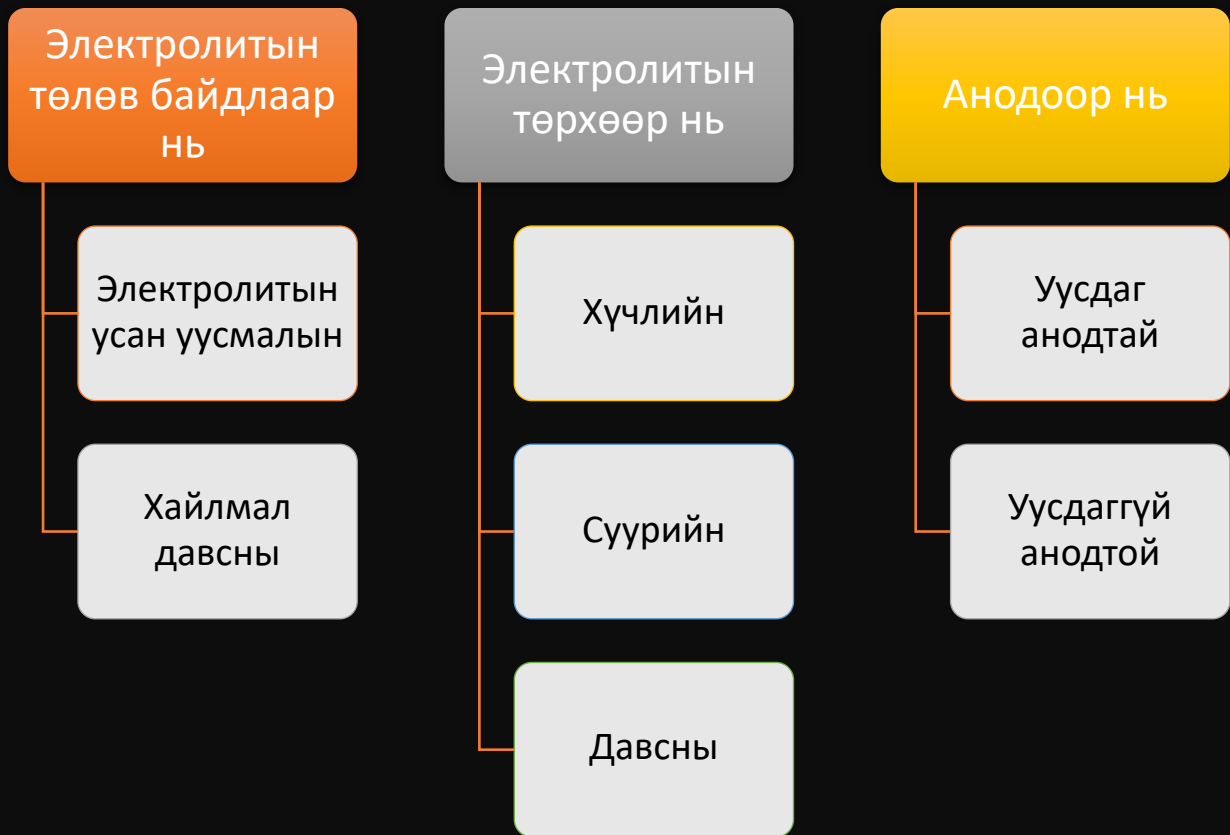 Электролитын
төлөв байдлаар
нь
Электролитын
усан уусмалын
Хайлмал
давсны
Электролитын
төрхөөр нь
Хүчлийн
Суурийн
Давсны
Анодоор нь
Уусдаг
анодтай
Уусдаггүй
анодтой